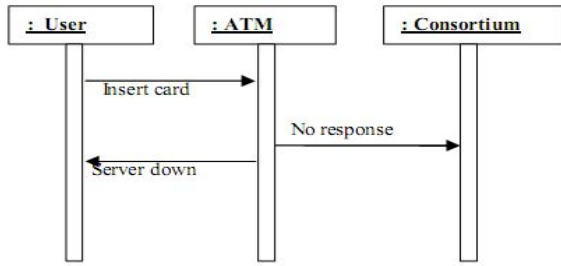 : User
: ATM
: Consortium
Insert card
No response
Server down